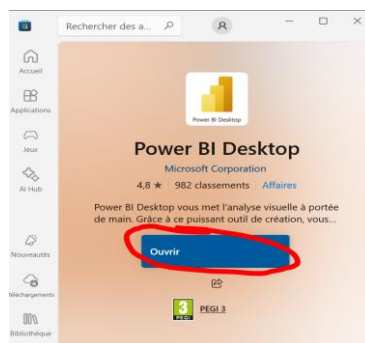 Rechercher des a...
Accueil
Applications
Jeux
AI Hub
Nouveautés
Téléchargements
Bibliothèque
Power BI Desktop
Power BI Desktop
Microsoft Corporation
4,8 ★ 982 classements Affaires
Power BI Desktop vous met l'analyse visuelle à portée
de main. Grâce à ce puissant outil de création, vous...
Ouvrir
3
PEGI
PEGI 3